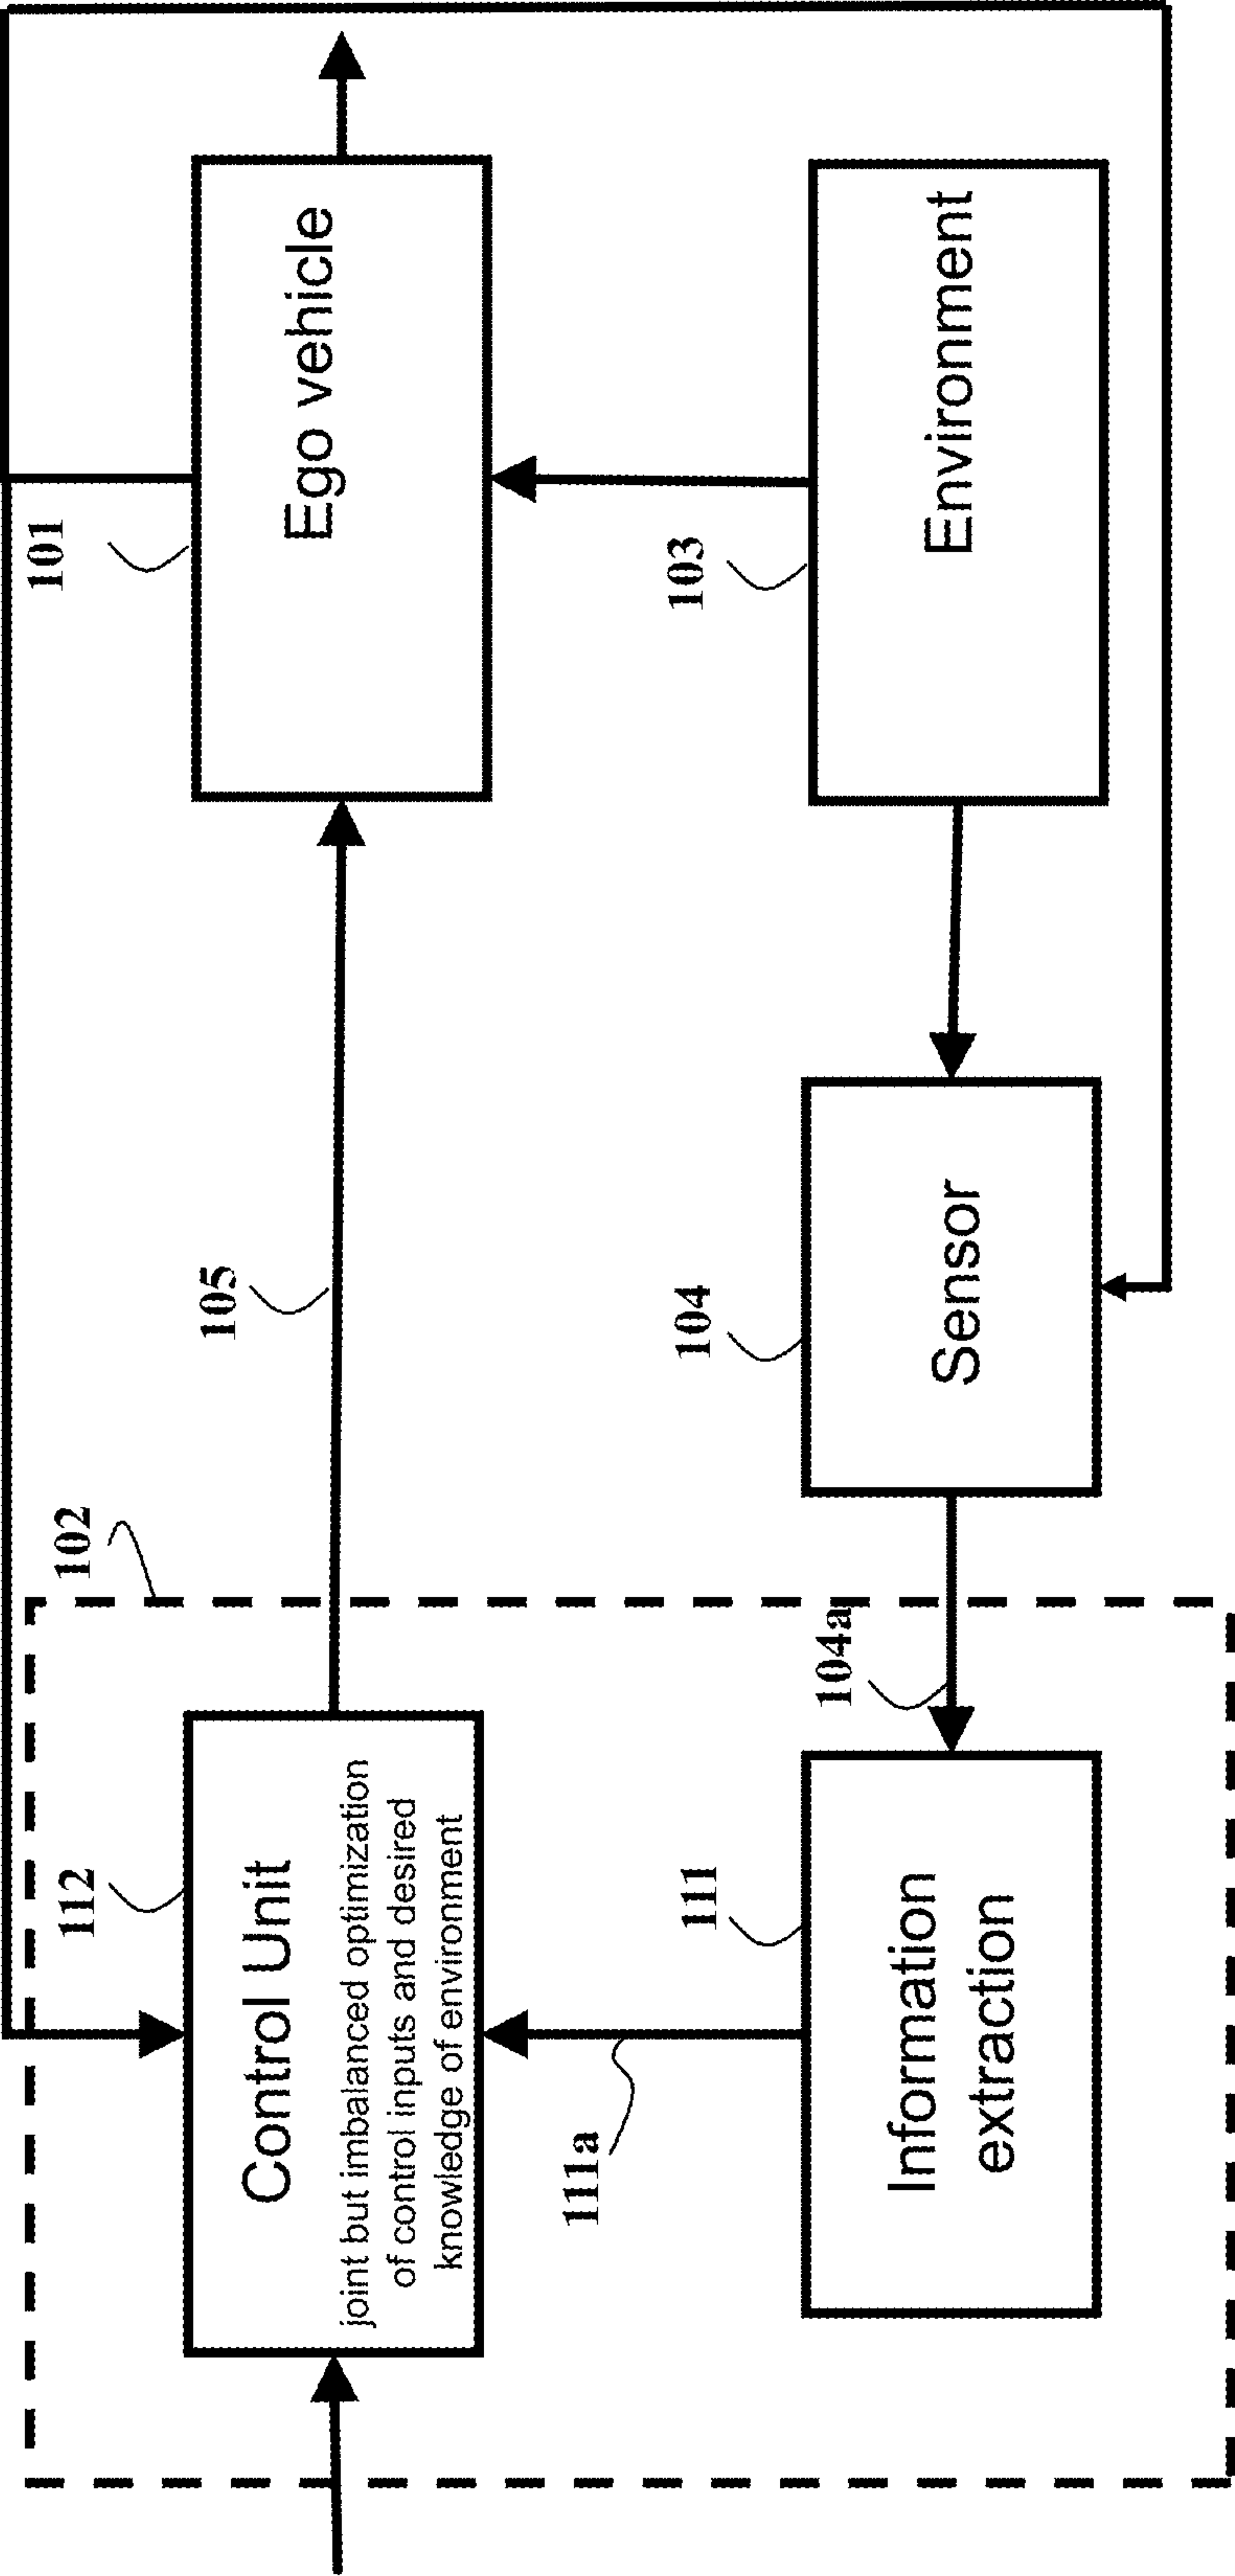 102
112
Control Unit
joint but imbalanced optimization
of control inputs and desired
knowledge of environment
105
101
Ego vehicle
111a
111
Information
extraction
104a
104
Sensor
103
Environment